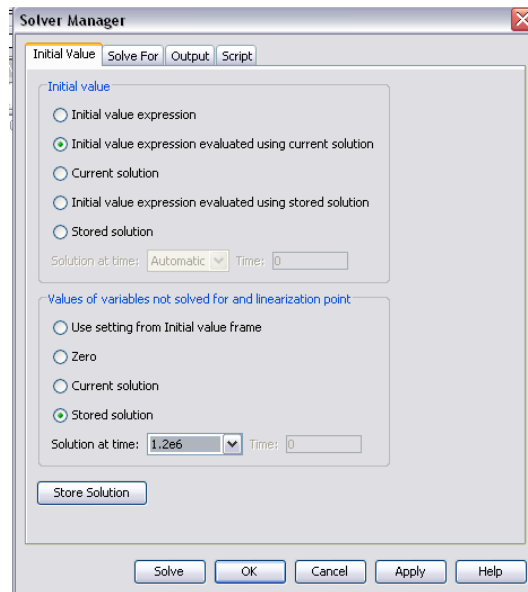 Solver Manager
Initial Value Solve For Output Script
Initial value
Initial value expression
Initial value expression evaluated using current solution
Current solution
Initial value expression evaluated using stored solution
Stored solution
Solution at time: Automatic Time: 0
Values of variables not solved for and linearization point
Use setting from Initial value frame
Zero
Current solution
Stored solution
Solution at time: 1.2e6 Time: 0
Store Solution
Solve OK Cancel Apply Help